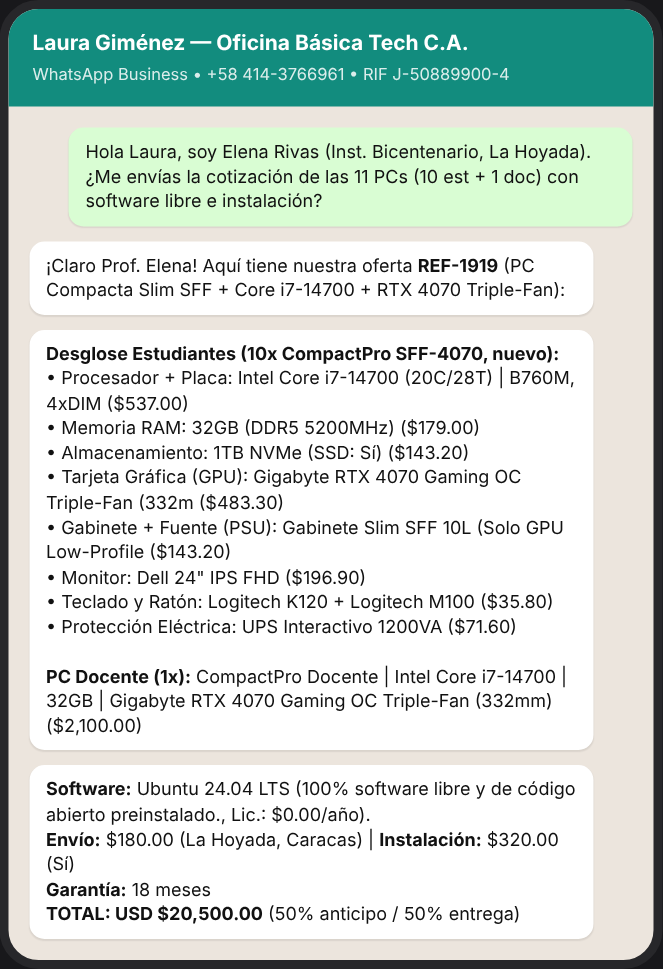 Laura Giménez — Oficina Básica Tech C.A.
WhatsApp Business • +58 414-3766961 • RIF J-50889900-4
Hola Laura, soy Elena Rivas (Inst. Bicentenario, La Hoyada).
¿Me envías la cotización de las 11 PCs (10 est + 1 doc) con
software libre e instalación?
¡Claro Prof. Elena! Aquí tiene nuestra oferta REF-1919 (PC
Compacta Slim SFF + Core i7-14700 + RTX 4070 Triple-Fan):
Desglose Estudiantes (10x CompactPro SFF-4070, nuevo):
• Procesador + Placa: Intel Core i7-14700 (20C/28T) | B760M,
4xDIM ($537.00)
• Memoria RAM: 32GB (DDR5 5200MHz) ($179.00)
• Almacenamiento: 1TB NVMe (SSD: Sí) ($143.20)
• Tarjeta Gráfica (GPU): Gigabyte RTX 4070 Gaming OC
Triple-Fan (332m ($483.30)
• Gabinete + Fuente (PSU): Gabinete Slim SFF 10L (Solo GPU
Low-Profile ($143.20)
• Monitor: Dell 24" IPS FHD ($196.90)
• Teclado y Ratón: Logitech K120 + Logitech M100 ($35.80)
• Protección Eléctrica: UPS Interactivo 1200VA ($71.60)
PC Docente (1x): CompactPro Docente | Intel Core i7-14700 |
32GB | Gigabyte RTX 4070 Gaming OC Triple-Fan (332mm)
($2,100.00)
Software: Ubuntu 24.04 LTS (100% software libre y de código
abierto preinstalado., Lic.: $0.00/año).
Envío: $180.00 (La Hoyada, Caracas) | Instalación: $320.00
(Sí)
Garantía: 18 meses
TOTAL: USD $20,500.00 (50% anticipo / 50% entrega)